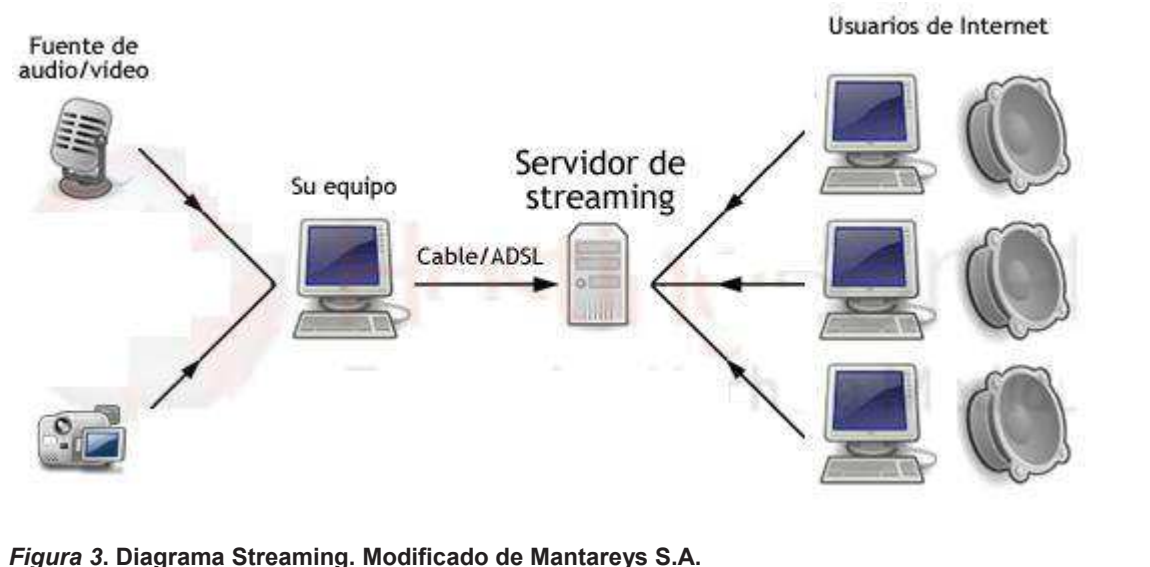 Usuarios de Internet
Fuente de
audio/vídeo
Su equipo
Servidor de
streaming
Cable/ADSL
Figura 3. Diagrama Streaming. Modificado de Mantareys S.A.